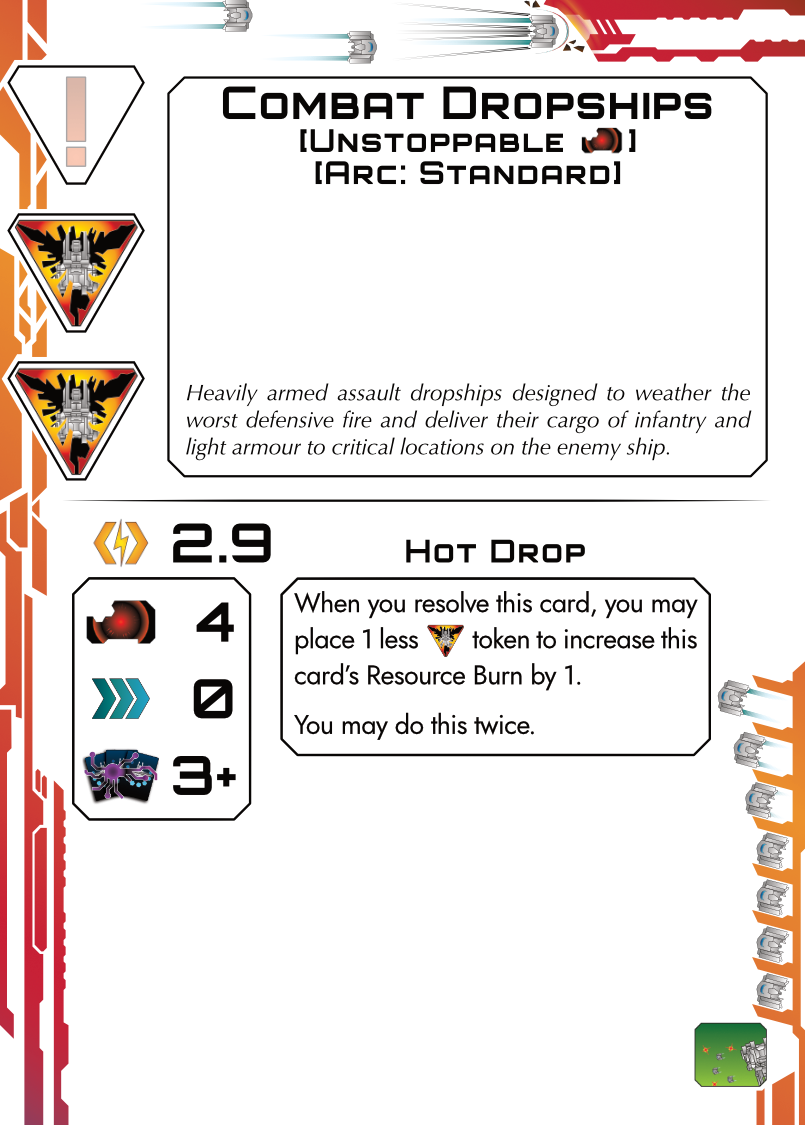 Combat Dropships
[Unstoppable ]
[Arc: Standard]
Heavily armed assault dropships designed to weather the
worst defensive fire and deliver their cargo of infantry and
light armour to critical locations on the enemy ship.
2.9
4
0
3+
Hot Drop
When you resolve this card, you may
place 1 less token to increase this
card's Resource Burn by 1.
You may do this twice.